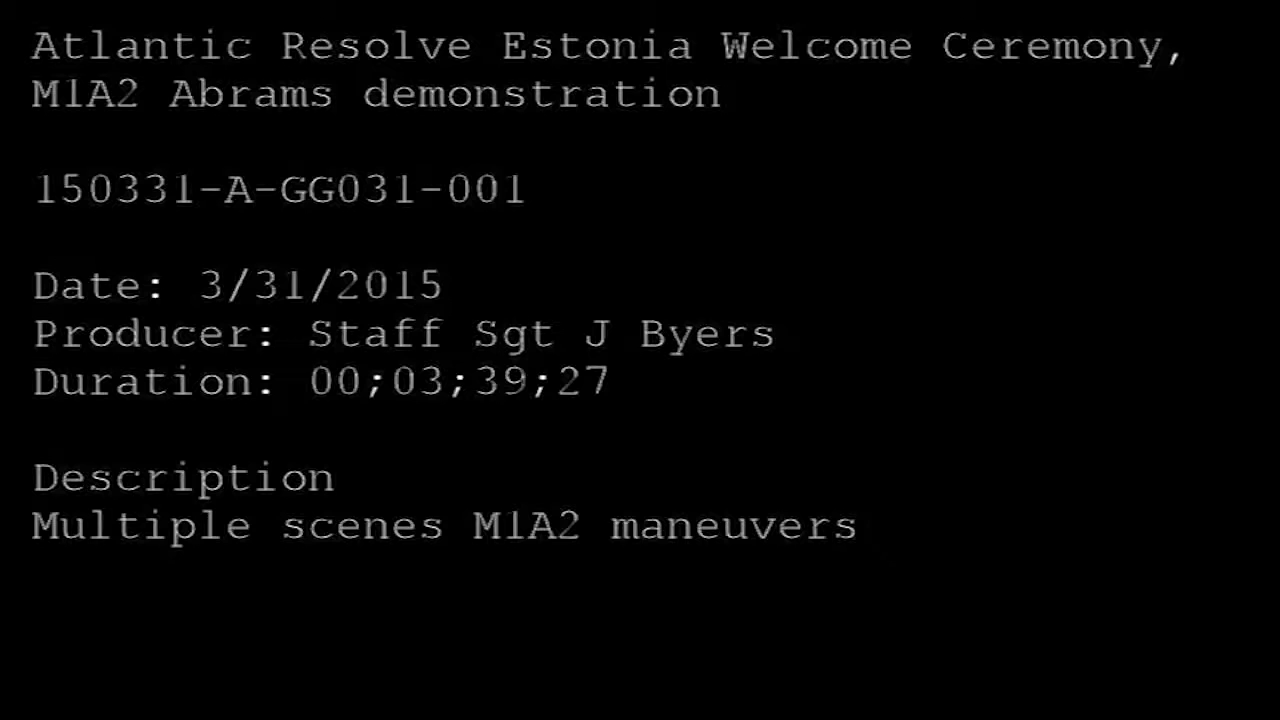 Atlantic Resolve Estonia Welcome Ceremony,
M1A2 Abrams demonstration
150331-A-GG031-001
Date: 3/31/2015
Producer: Staff Sgt J Byers
Duration: 00;03;39;27
Description
Multiple scenes M1A2 maneuvers